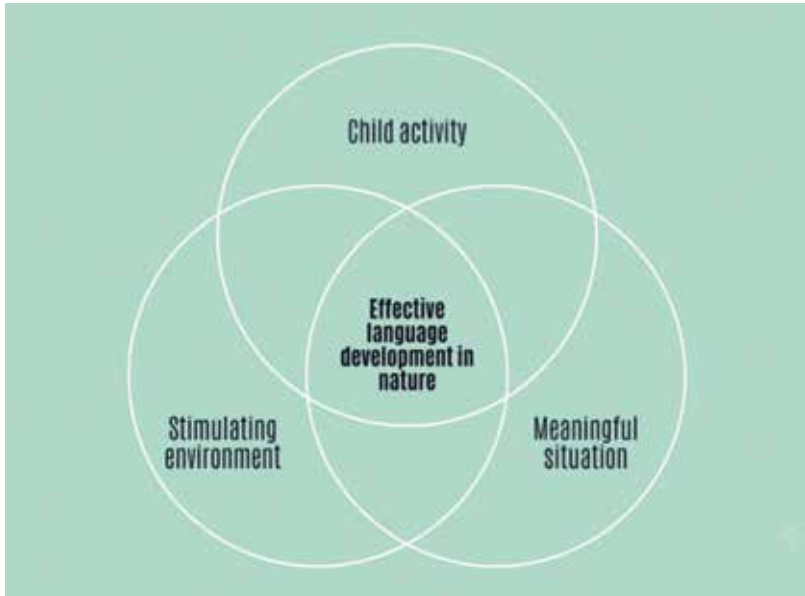 Child activity
Effective
language
development in
nature
Stimulating
environment
Meaningful
situation